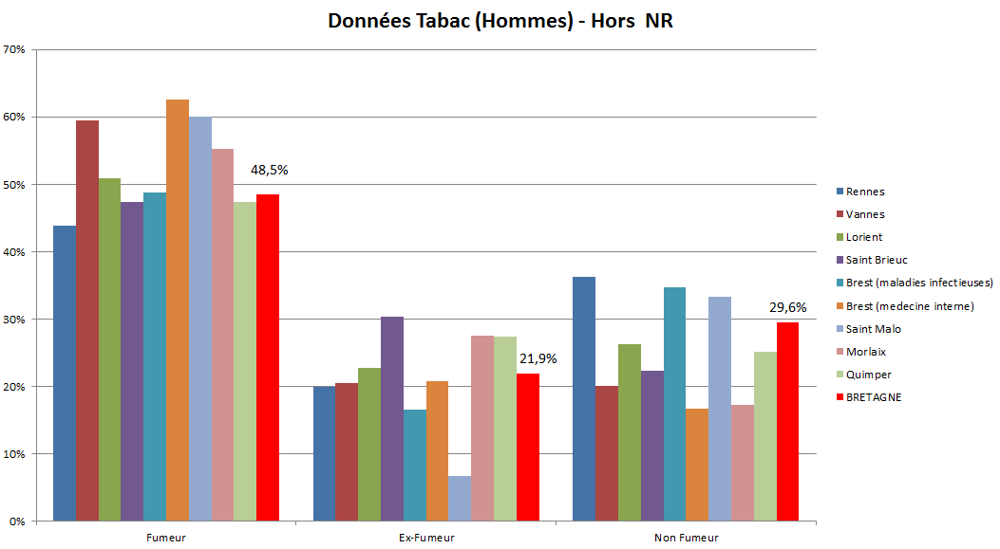 Données Tabac (Hommes) - Hors  NR
70%
60%
50%
40%
30%
20%
10%
0%
48,5%
21,9%
29,6%
Fumeur
Ex-Fumeur
Non Fumeur
Rennes
Vannes
Lorient
Saint Brieuc
Brest (maladies infectieuses)
Brest (medecine interne)
Saint Malo
Morlaix
Quimper
BRETAGNE